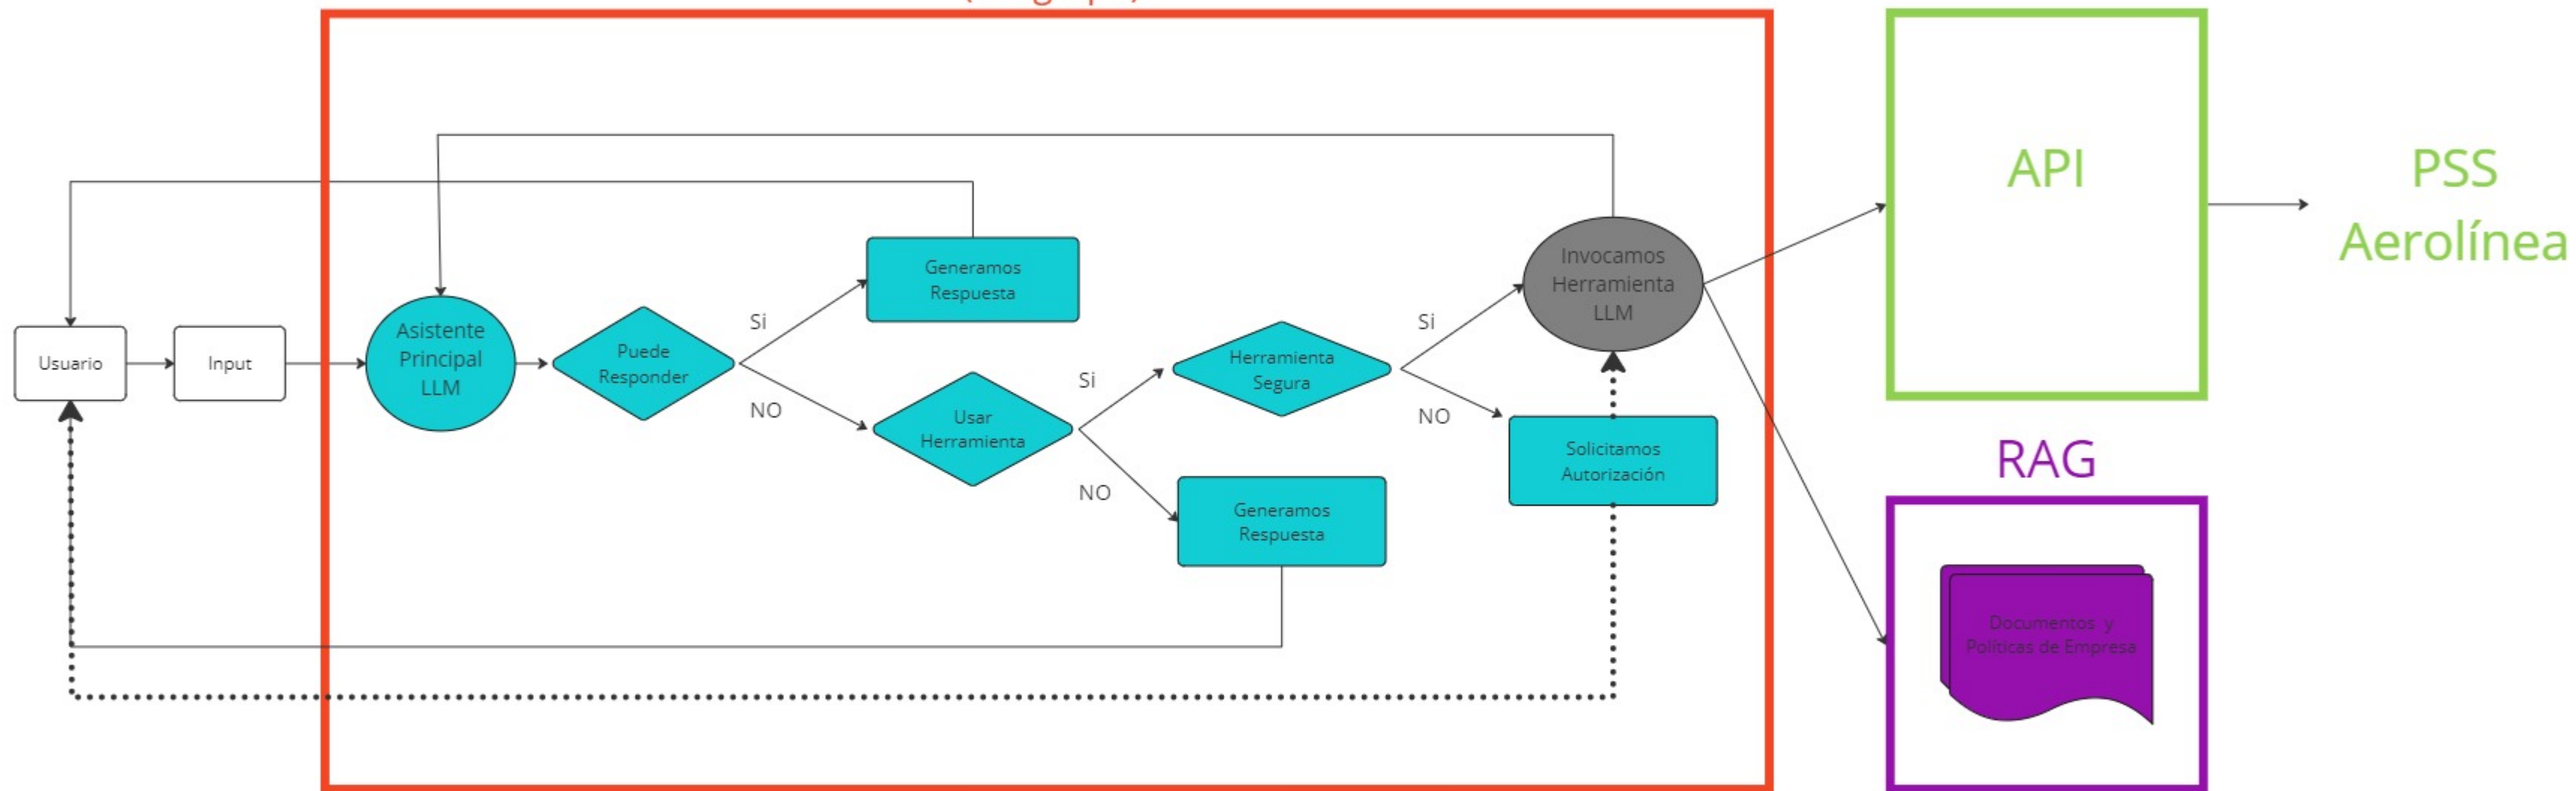 Usuario
Input
Asistente
Principal
LLM
Puede
Responder
Si
NO
Generamos
Respuesta
Usar
Herramienta
Si
NO
Herramienta
Segura
Generamos
Respuesta
Si
NO
Invocamos
Herramienta
LLM
Solicitamos
Autorización
API
PSS
Aerolínea
RAG
Documentos y
Políticas de Empresa